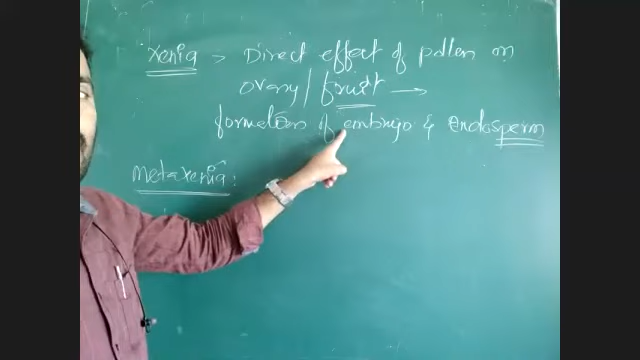 Xenia > Direct effect of pollen on
ovary / fruit →
formation of embryo & endosperm
Metaxenia :